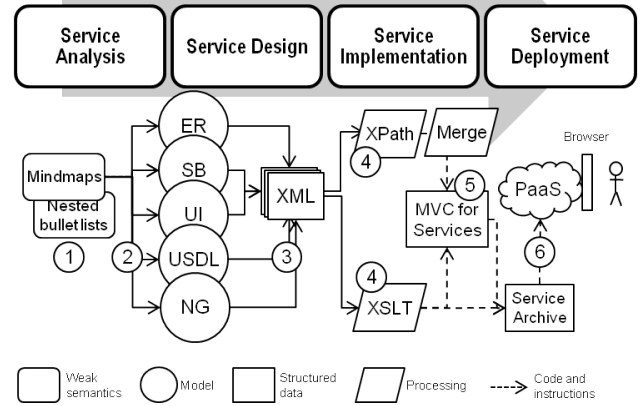 Service
Analysis
Service Design
Service
Implementation
Service
Deployment
ER
SB
UI
USDL
NG
Mindmaps
Nested
bullet lists
1
2
XML
3
XPath
4
Merge
MVC for
Services
5
4
XSLT
Browser
PaaS
6
Service
Archive
Weak
semantics
Model
Structured
data
Processing
Code and
instructions